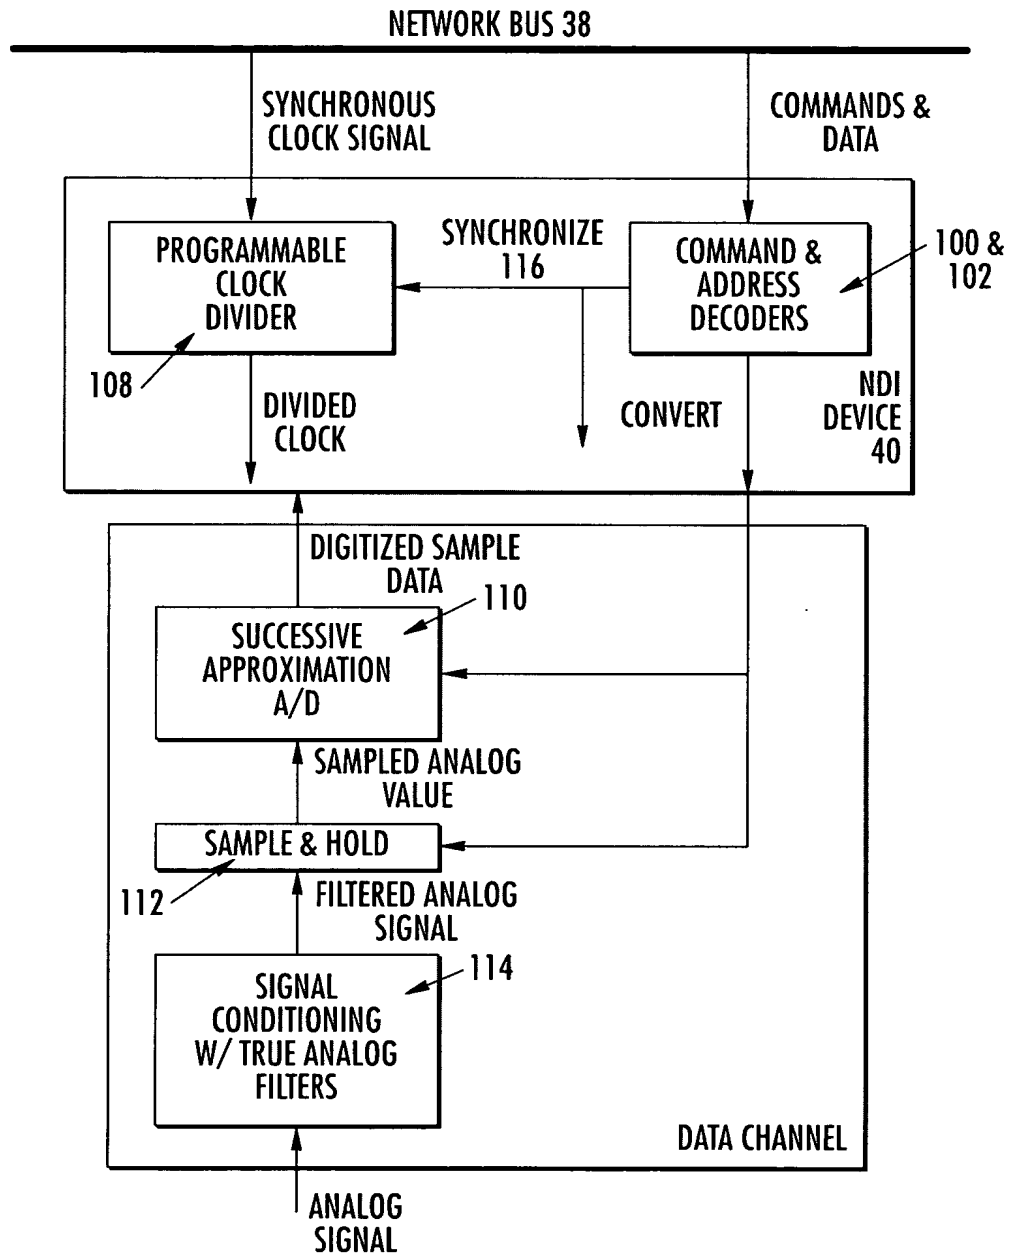 NETWORK BUS 38
SYNCHRONOUS
CLOCK SIGNAL
COMMANDS &
DATA
PROGRAMMABLE
CLOCK
DIVIDER
SYNCHRONIZE
116
COMMAND &
ADDRESS
DECODERS
100 &
102
108
DIVIDED
CLOCK
CONVERT
NDI
DEVICE
40
DIGITIZED SAMPLE
DATA
110
SUCCESSIVE
APPROXIMATION
A/D
SAMPLED ANALOG
VALUE
SAMPLE & HOLD
112
FILTERED ANALOG
SIGNAL
114
SIGNAL
CONDITIONING
W/ TRUE ANALOG
FILTERS
DATA CHANNEL
ANALOG
SIGNAL